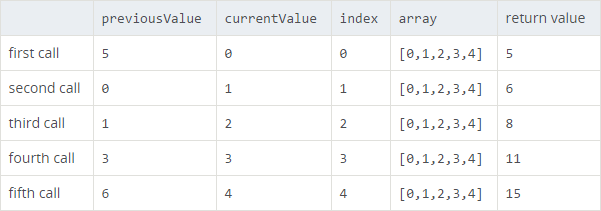 previousValue currentValue index array return value
first call 5 0 0 [0,1,2,3,4] 5
second call 0 1 1 [0,1,2,3,4] 6
third call 1 2 2 [0,1,2,3,4] 8
fourth call 3 3 3 [0,1,2,3,4] 11
fifth call 6 4 4 [0,1,2,3,4] 15